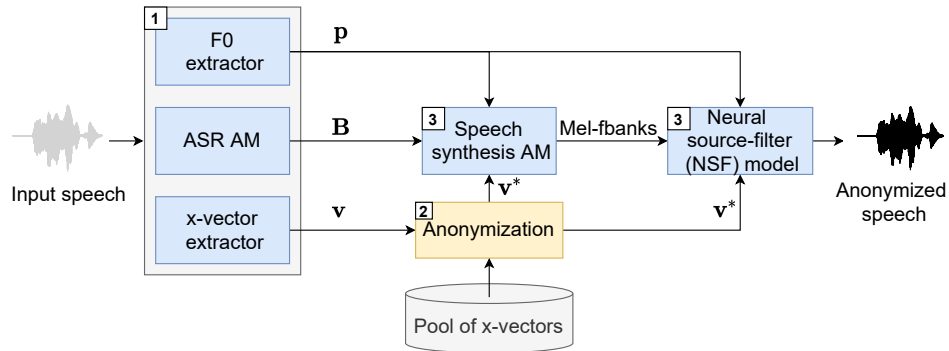 1
F0
extractor
p
ASR AM
B
x-vector
extractor
v
Input speech
3
Speech
synthesis AM
Mel-fbanks
3
Neural
source-filter
(NSF) model
v*
2
Anonymization
v*
Pool of x-vectors
Anonymized
speech